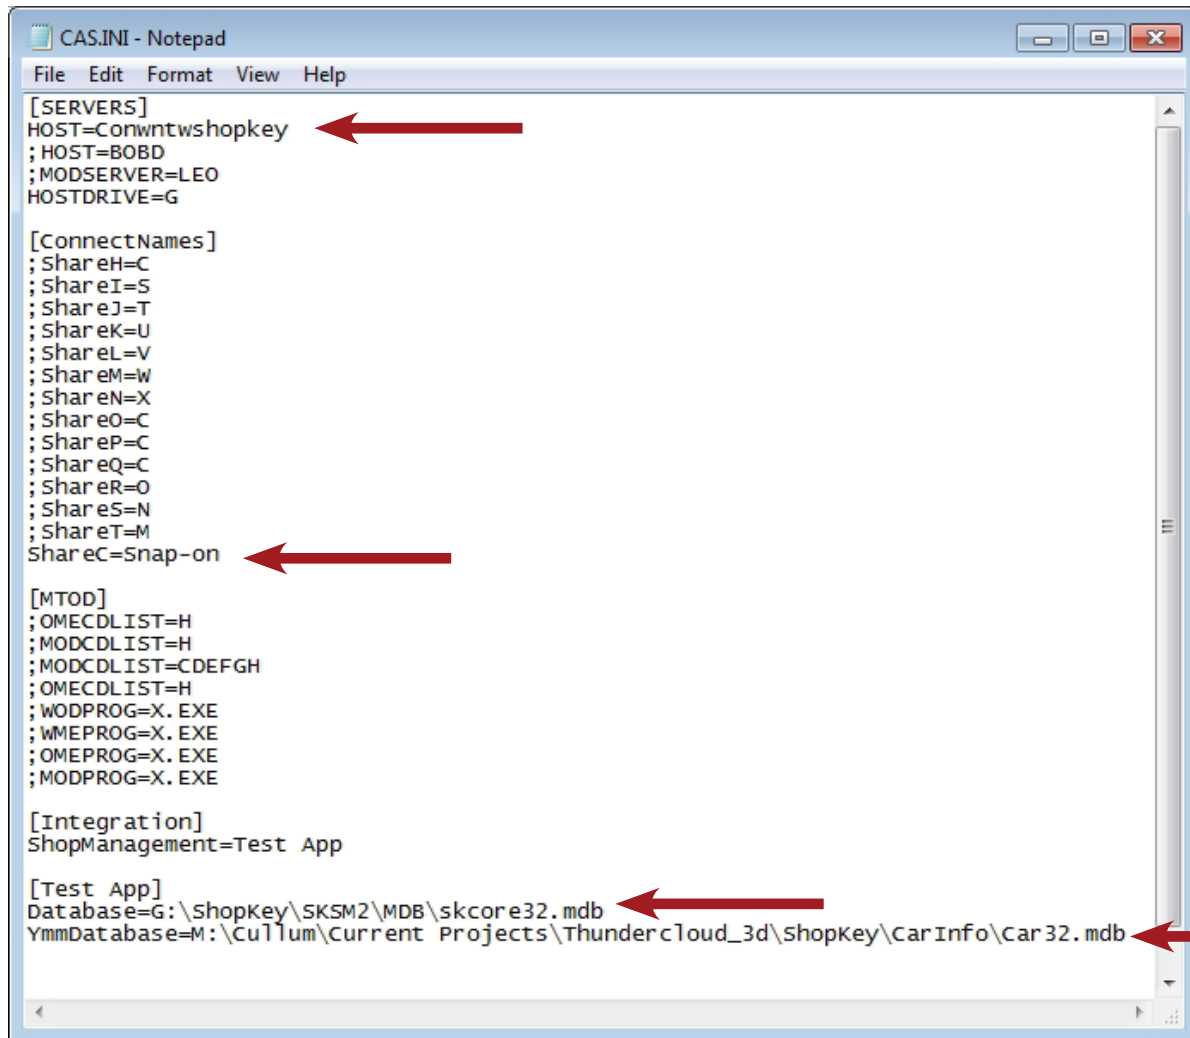 CAS.INI - Notepad
File Edit Format View Help
[SERVERS]
HOST=Conwntwshopkey
;HOST=BOBD
;MODSERVER=LEO
HOSTDRIVE=G
[ConnectNames]
;ShareH=C
;ShareI=S
;ShareJ=T
;ShareK=U
;ShareL=V
;ShareM=W
;ShareN=X
;ShareO=C
;ShareP=C
;ShareQ=C
;ShareR=O
;ShareS=N
;ShareT=M
ShareC=Snap-on
[MTOD]
;OMECDLIST=H
;MODCDLIST=H
;MODCDLIST=CDEFGH
;OMECDLIST=H
;WODPROG=X.EXE
;WMEPROG=X.EXE
;OMEPROG=X.EXE
;MODPROG=X.EXE
[Integration]
ShopManagement=Test App
[Test App]
Database=G:\ShopKey\SKSM2\MDB\skcore32.mdb
YmmDatabase=M:\Cullum\Current Projects\Thundercloud_3d\ShopKey\CarInfo\Car32.mdb